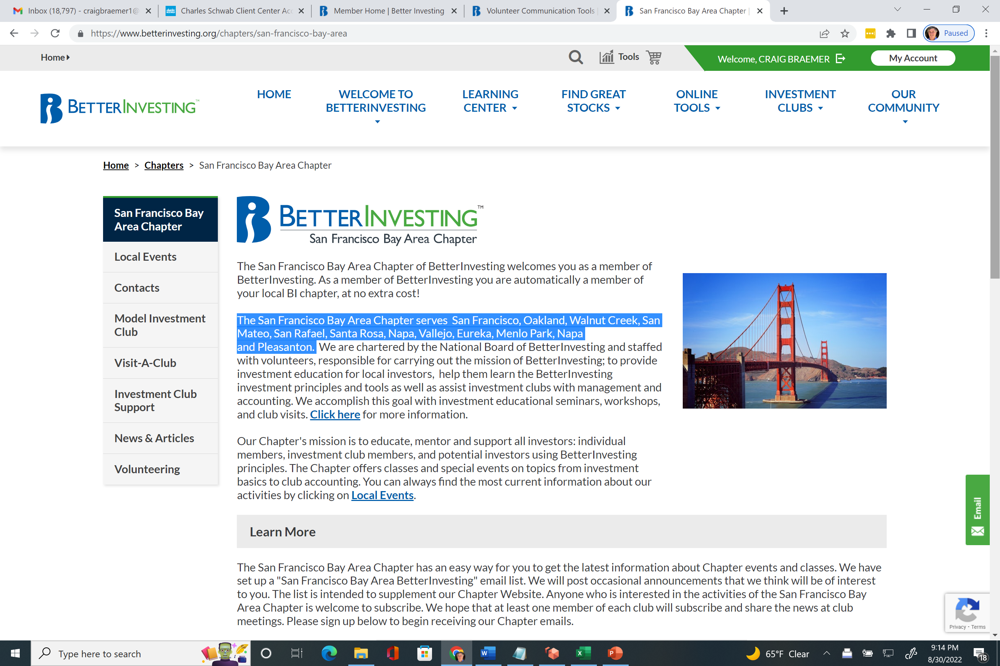 Inbox (18,797) - craigbraemer1@
Charles Schwab Client Center Acc
Member Home | Better Investing
Volunteer Communication Tools |
San Francisco Bay Area Chapter |
https://www.betterinvesting.org/chapters/san-francisco-bay-area
Paused
Home
Tools
Welcome, CRAIG BRAEMER
My Account
BETTERINVESTING™
HOME
WELCOME TO
BETTERINVESTING
LEARNING
CENTER
FIND GREAT
STOCKS
ONLINE
TOOLS
INVESTMENT
CLUBS
OUR
COMMUNITY
Home > Chapters > San Francisco Bay Area Chapter
San Francisco Bay
Area Chapter
Local Events
Contacts
Model Investment
Club
Visit-A-Club
Investment Club
Support
News & Articles
Volunteering
BETTERINVESTING™
San Francisco Bay Area Chapter
The San Francisco Bay Area Chapter of BetterInvesting welcomes you as a member of
BetterInvesting. As a member of BetterInvesting you are automatically a member of
your local BI chapter, at no extra cost!
The San Francisco Bay Area Chapter serves  San Francisco, Oakland, Walnut Creek, San
Mateo, San Rafael, Santa Rosa, Napa, Vallejo, Eureka, Menlo Park, Napa
and Pleasanton.  We are chartered by the National Board of BetterInvesting and staffed
with volunteers, responsible for carrying out the mission of BetterInvesting; to provide
investment education for local investors,  help them learn the BetterInvesting
investment principles and tools as well as assist investment clubs with management and
accounting. We accomplish this goal with investment educational seminars, workshops,
and club visits. Click here for more information.
Our Chapter's mission is to educate, mentor and support all investors: individual
members, investment club members, and potential investors using BetterInvesting
principles. The Chapter offers classes and special events on topics from investment
basics to club accounting. You can always find the most current information about our
activities by clicking on Local Events.
Email
Learn More
The San Francisco Bay Area Chapter has an easy way for you to get the latest information about Chapter events and classes. We have
set up a "San Francisco Bay Area BetterInvesting" email list. We will post occasional announcements that we think will be of interest
to you. The list is intended to supplement our Chapter Website. Anyone who is interested in the activities of the San Francisco Bay
Area Chapter is welcome to subscribe. We hope that at least one member of each club will subscribe and share the news at club
meetings. Please sign up below to begin receiving our Chapter emails.
Privacy - Terms
Type here to search
65°F Clear
9:14 PM
8/30/2022
18